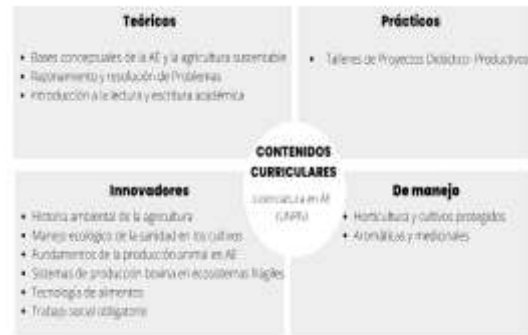 Teóricos
• Bases conceptuales de la AE y la agricultura sustentable
• Razonamiento y resolución de Problemas
• Introducción a la lectura y escritura académica
Prácticos
• Talleres de Proyectos Didáctico- Productivos
CONTENIDOS
CURRICULARES
Licenciatura en AE
Innovadores
• Historia ambiental de la agricultura
• Manejo ecológico de la sanidad en los cultivos
• Fundamentos de la producción animal en AE
• Sistemas de producción bovina en ecosistemas frágiles
• Tecnología de alimentos
• Trabajo social obligatorio
De manejo
• Horticultura y cultivos protegidos
• Aromáticas y medicinales